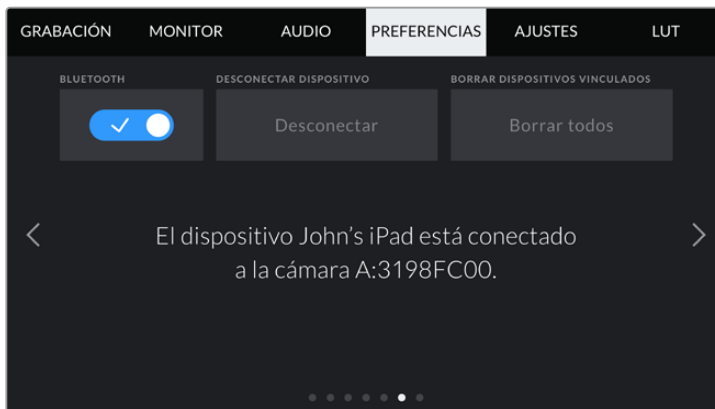 GRABACIÓN MONITOR AUDIO PREFERENCIAS AJUSTES LUT
BLUETOOTH DESCONECTAR DISPOSITIVO BORRAR DISPOSITIVOS VINCULADOS
Desconectar Borrar todos
El dispositivo John’s iPad está conectado
a la cámara A:3198FC00.